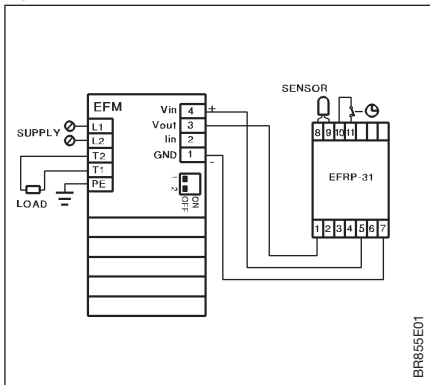 EFM
SUPPLY
L1
L2
T2
T1
PE
LOAD
Vin 4 +
Vout 3
Iin 2
GND 1 -
1 2
ON
OFF
SENSOR
8 9 10 11
EFRP-31
1 2 3 4 5 6 7
BR855E01